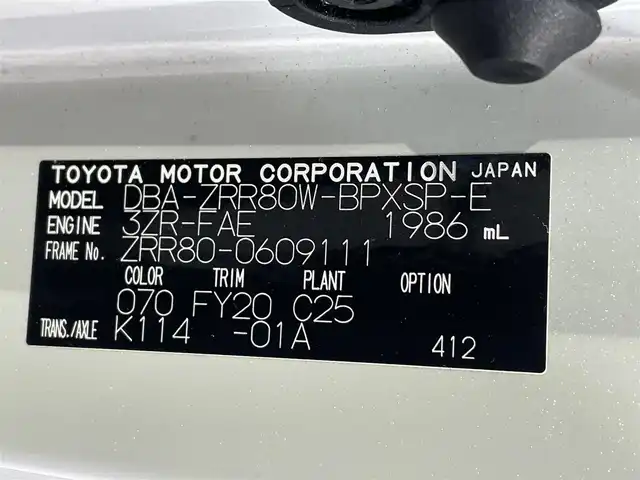 TOYOTA MOTOR CORPORATION JAPAN
MODEL DBA-ZRR80W-BPXSP-E
ENGINE 3ZR-FAE 1986 mL
FRAME No. ZRR80-0609111
COLOR TRIM PLANT OPTION
070 FY20 C25
TRANS./AXLE K114 -01A 412